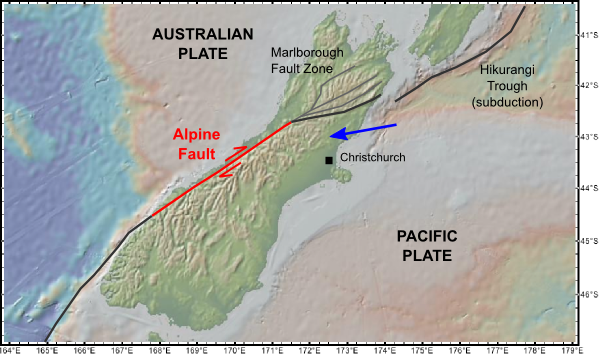 AUSTRALIAN
PLATE
Marlborough
Fault Zone
Hikurangi
Trough
(subduction)
Alpine
Fault
Christchurch
PACIFIC
PLATE
41°S
42°S
43°S
44°S
45°S
46°S
164°E
165°E
166°E
167°E
168°E
169°E
170°E
171°E
172°E
173°E
174°E
175°E
176°E
177°E
178°E
179°E